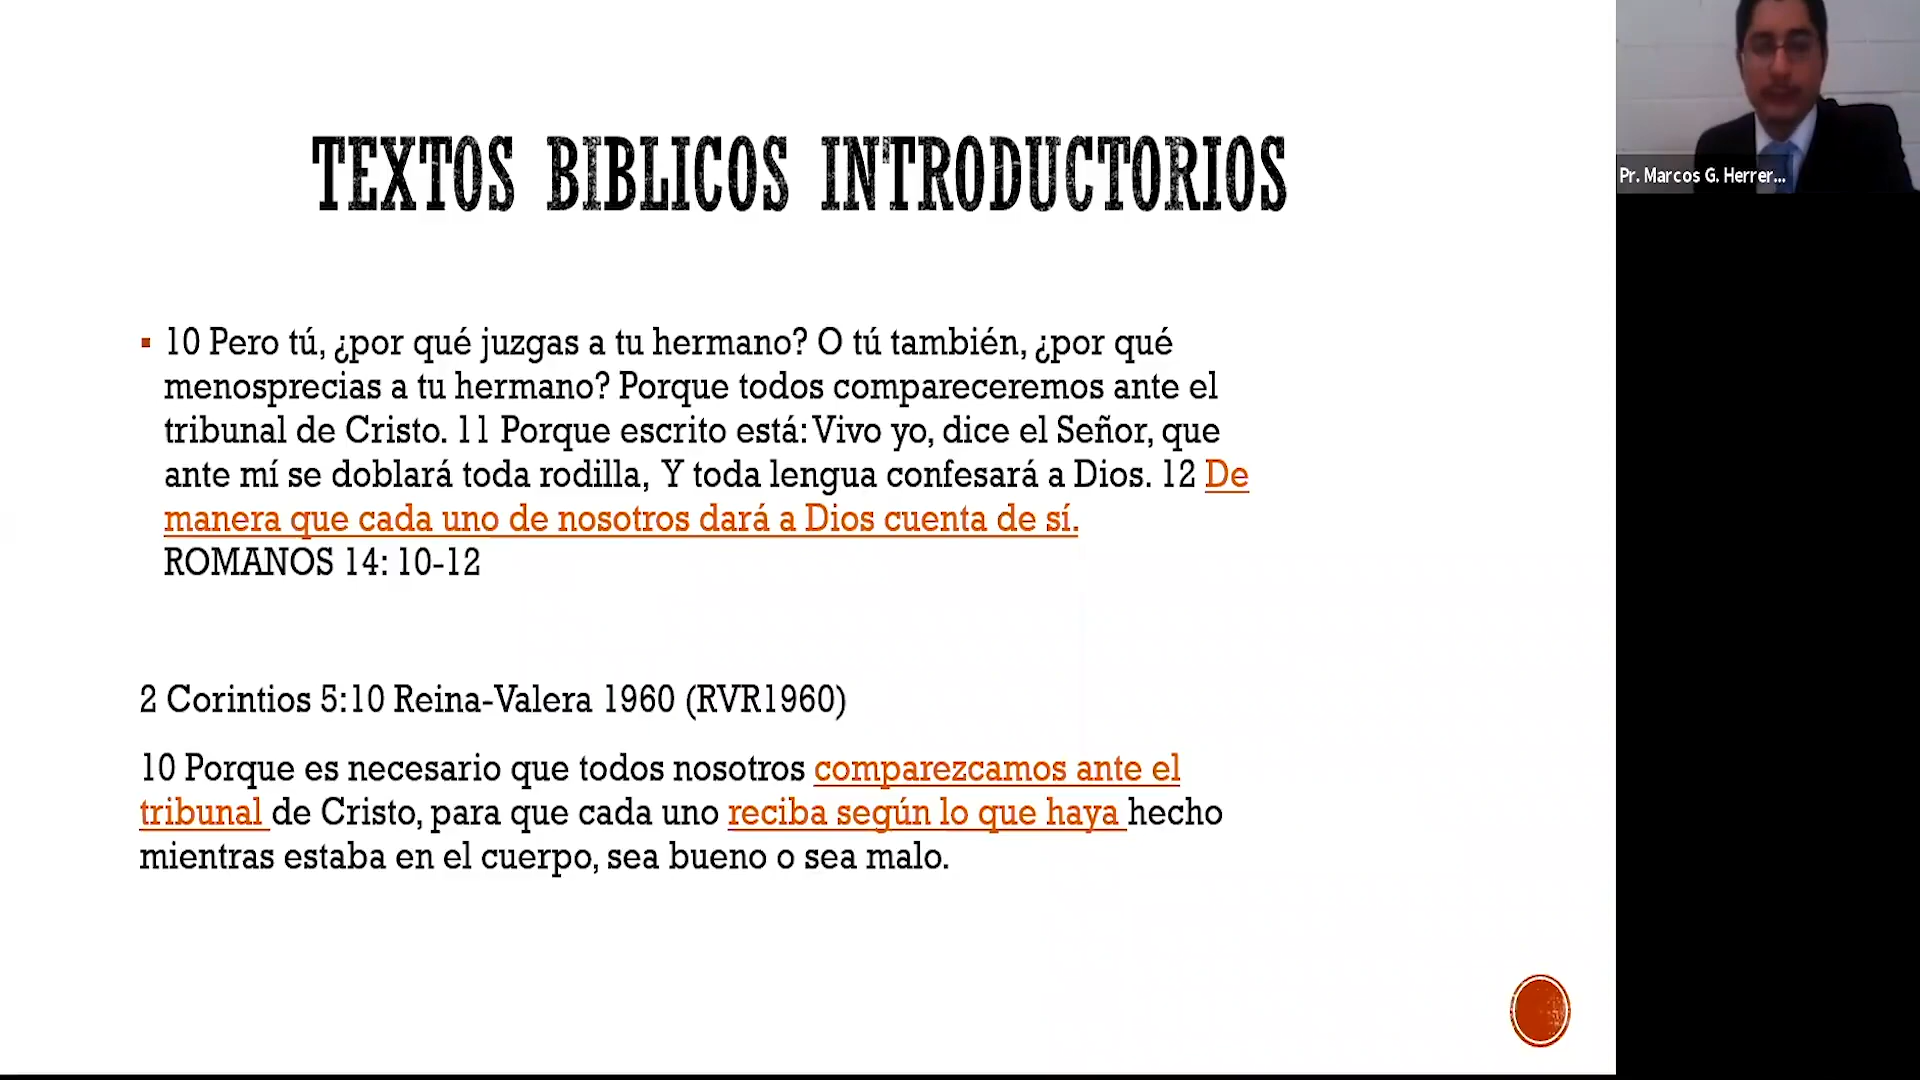 TEXTOS BIBLICOS INTRODUCTORIOS
10 Pero tú, ¿por qué juzgas a tu hermano? O tú también, ¿por qué
menosprecias a tu hermano? Porque todos compareceremos ante el
tribunal de Cristo. 11 Porque escrito está: Vivo yo, dice el Señor, que
ante mí se doblará toda rodilla, Y toda lengua confesará a Dios. 12 De
manera que cada uno de nosotros dará a Dios cuenta de sí.
ROMANOS 14: 10-12
2 Corintios 5:10 Reina-Valera 1960 (RVR1960)
10 Porque es necesario que todos nosotros comparezcamos ante el
tribunal de Cristo, para que cada uno reciba según lo que haya hecho
mientras estaba en el cuerpo, sea bueno o sea malo.
Pr. Marcos G. Herrer...